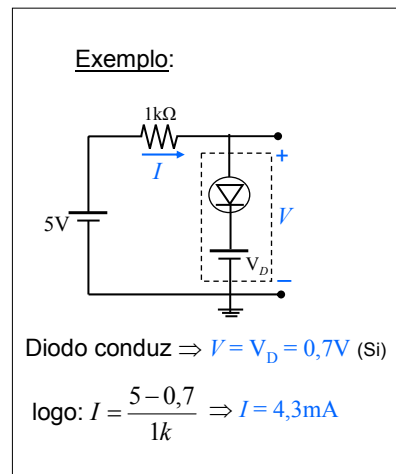 Exemplo:
1kΩ
I
+
5V
V
V_D
−
Diodo conduz ⇒ V = V_D = 0,7V (Si)
logo: I = (5 − 0,7) / 1k ⇒ I = 4,3mA